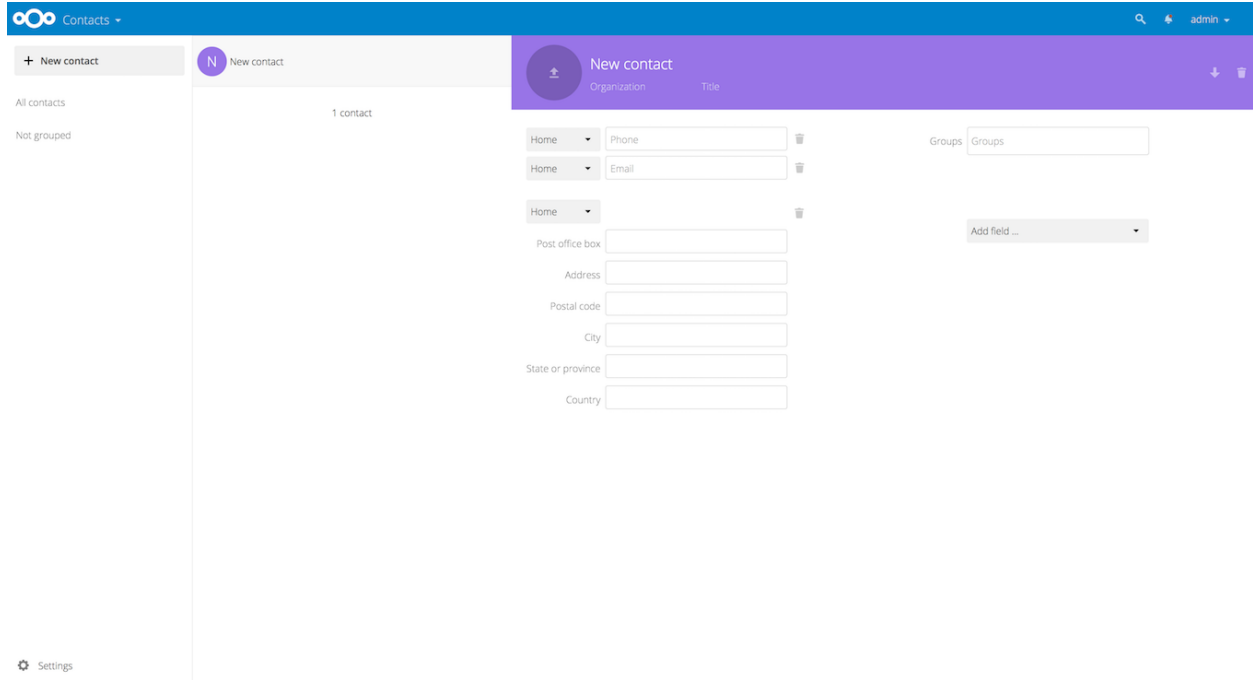 Contacts
admin
+ New contact
All contacts
Not grouped
Settings
N New contact
1 contact
New contact
Organization Title
Home Phone
Home Email
Home
Post office box
Address
Postal code
City
State or province
Country
Groups Groups
Add field ...